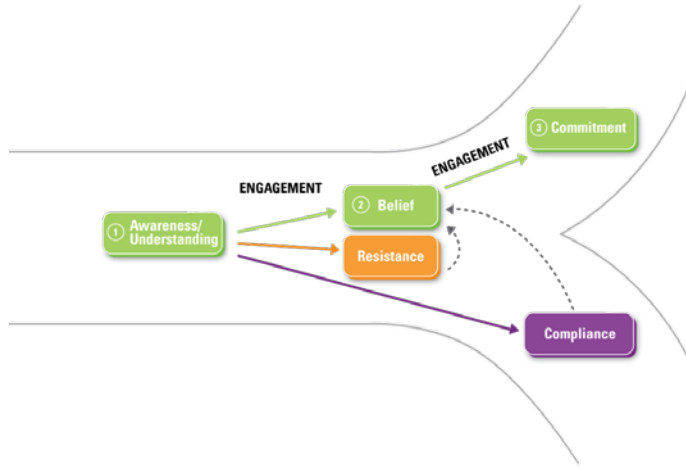 3 Commitment
ENGAGEMENT
ENGAGEMENT
2 Belief
1 Awareness/
Understanding
Resistance
Compliance